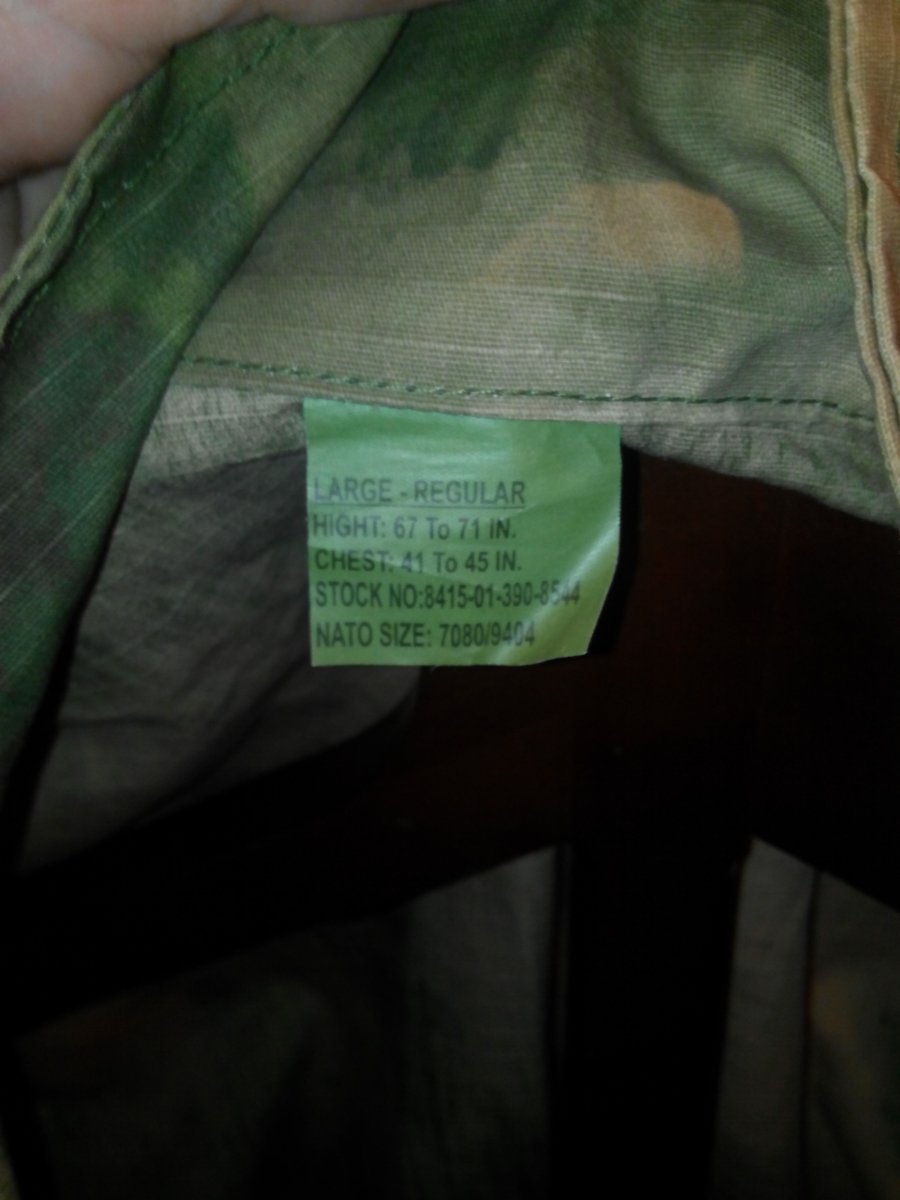 LARGE - REGULAR
HIGHT: 67 To 71 IN.
CHEST: 41 To 45 IN.
STOCK NO:8415-01-390-8544
NATO SIZE: 7080/9404